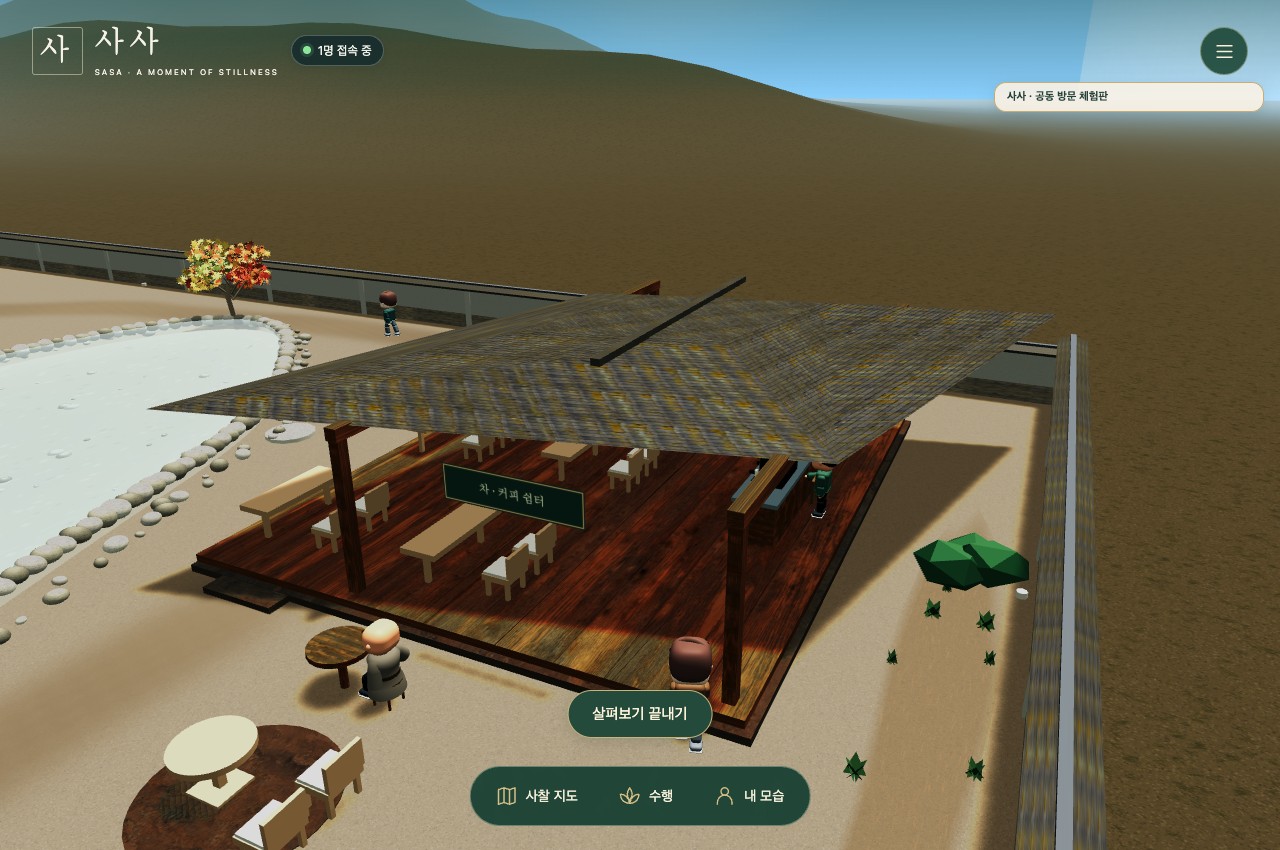 사
사사
SASA · A MOMENT OF STILLNESS
1명 접속 중
사사 · 공동 방문 체험판
차·커피 쉼터
살펴보기 끝내기
사찰 지도
수행
내 모습